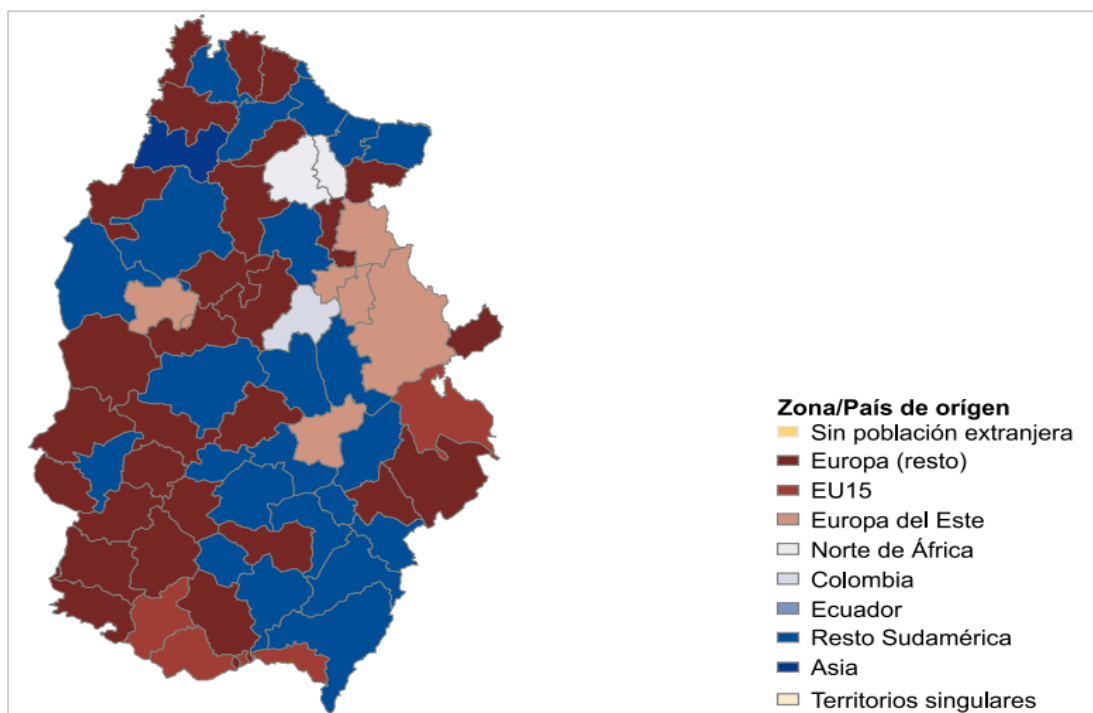 Zona/País de orígen
Sin población extranjera
Europa (resto)
EU15
Europa del Este
Norte de África
Colombia
Ecuador
Resto Sudamérica
Asia
Territorios singulares